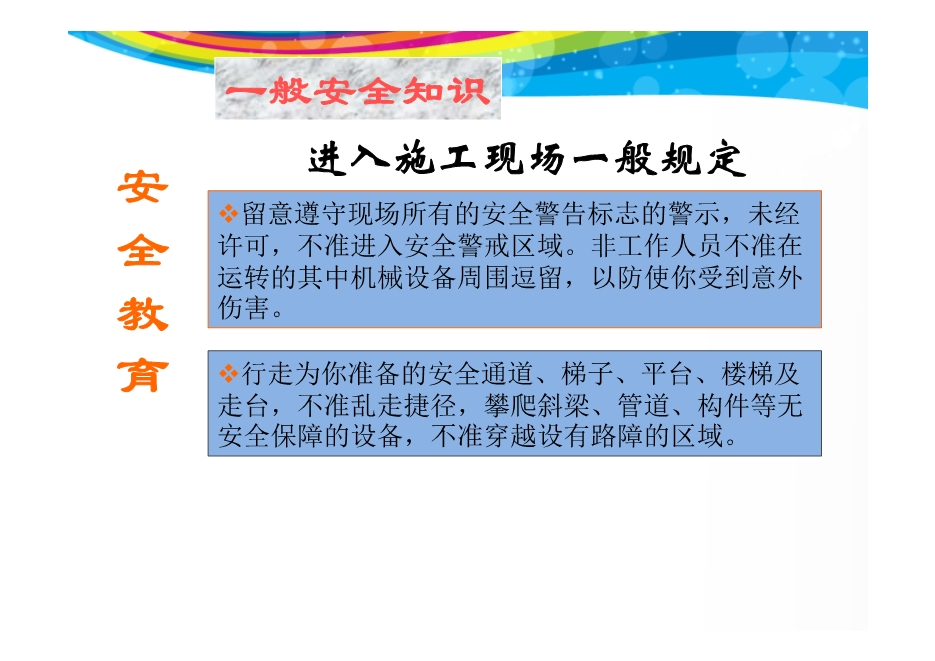 一般安全知识
进入施工现场一般规定
安
全
教
育
❖留意遵守现场所有的安全警告标志的警示，未经
许可，不准进入安全警戒区域。非工作人员不准在
运转的其中机械设备周围逗留，以防使你受到意外
伤害。
❖行走为你准备的安全通道、梯子、平台、楼梯及
走台，不准乱走捷径，攀爬斜梁、管道、构件等无
安全保障的设备，不准穿越设有路障的区域。